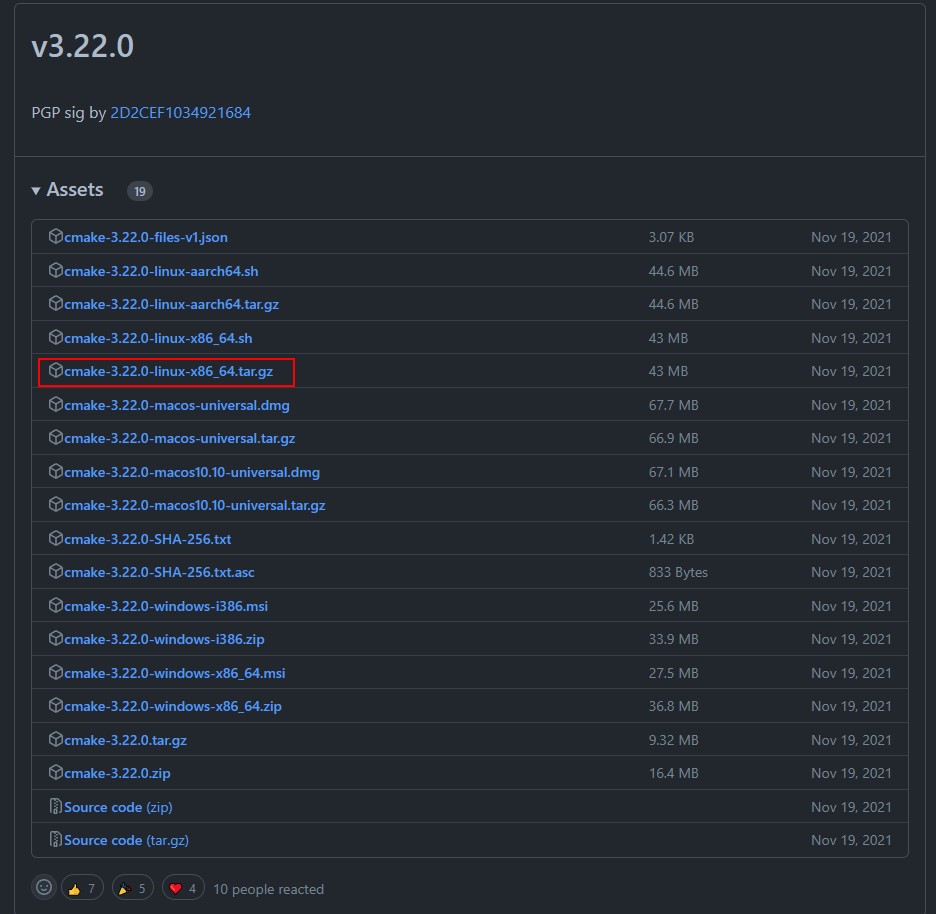 v3.22.0
PGP sig by 2D2CEF1034921684
Assets 19
cmake-3.22.0-files-v1.json 3.07 KB Nov 19, 2021
cmake-3.22.0-linux-aarch64.sh 44.6 MB Nov 19, 2021
cmake-3.22.0-linux-aarch64.tar.gz 44.6 MB Nov 19, 2021
cmake-3.22.0-linux-x86_64.sh 43 MB Nov 19, 2021
cmake-3.22.0-linux-x86_64.tar.gz 43 MB Nov 19, 2021
cmake-3.22.0-macos-universal.dmg 67.7 MB Nov 19, 2021
cmake-3.22.0-macos-universal.tar.gz 66.9 MB Nov 19, 2021
cmake-3.22.0-macos10.10-universal.dmg 67.1 MB Nov 19, 2021
cmake-3.22.0-macos10.10-universal.tar.gz 66.3 MB Nov 19, 2021
cmake-3.22.0-SHA-256.txt 1.42 KB Nov 19, 2021
cmake-3.22.0-SHA-256.txt.asc 833 Bytes Nov 19, 2021
cmake-3.22.0-windows-i386.msi 25.6 MB Nov 19, 2021
cmake-3.22.0-windows-i386.zip 33.9 MB Nov 19, 2021
cmake-3.22.0-windows-x86_64.msi 27.5 MB Nov 19, 2021
cmake-3.22.0-windows-x86_64.zip 36.8 MB Nov 19, 2021
cmake-3.22.0.tar.gz 9.32 MB Nov 19, 2021
cmake-3.22.0.zip 16.4 MB Nov 19, 2021
Source code (zip) Nov 19, 2021
Source code (tar.gz) Nov 19, 2021
7 5 4 10 people reacted